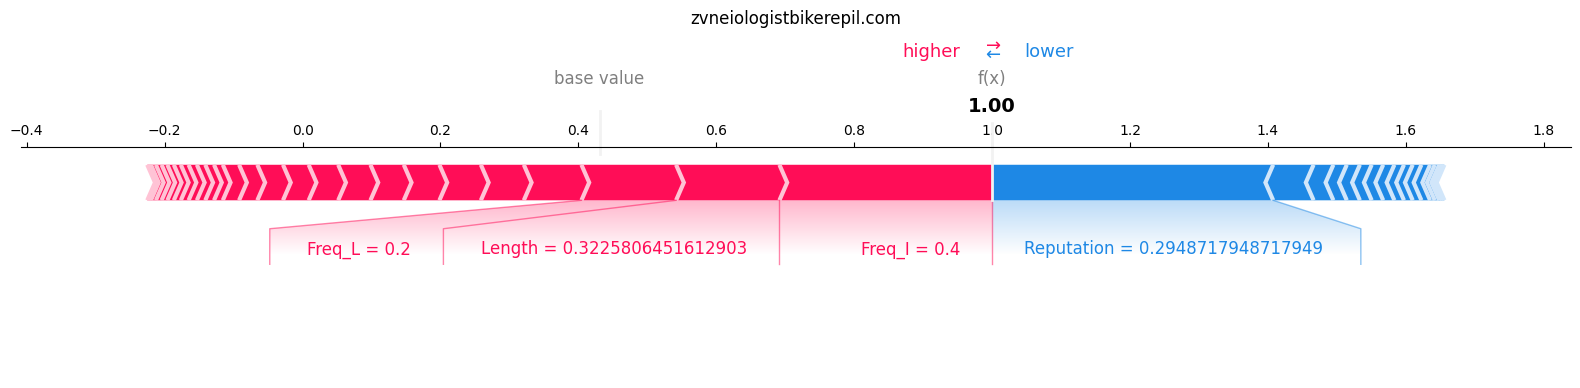 zvneiologistbikerepil.com
higher ⇄ lower
base value f(x)
1.00
−0.4 −0.2 0.0 0.2 0.4 0.6 0.8 1.0 1.2 1.4 1.6 1.8
Freq_L = 0.2 Length = 0.3225806451612903 Freq_I = 0.4 Reputation = 0.2948717948717949